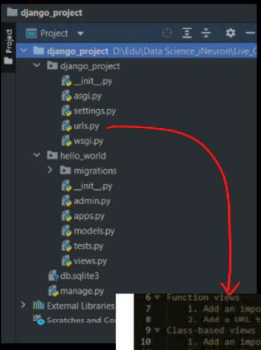 django_project
Project
Project
django_project D:\Edu\Data Science_iNeuron\Live_C
django_project
__init__.py
asgi.py
settings.py
urls.py
wsgi.py
hello_world
migrations
__init__.py
admin.py
apps.py
models.py
tests.py
views.py
db.sqlite3
manage.py
External Libraries
Scratches and Co
6 Function views
7 1. Add an impo
8 2. Add a URL t
9 Class-based views
10 1. Add an impo